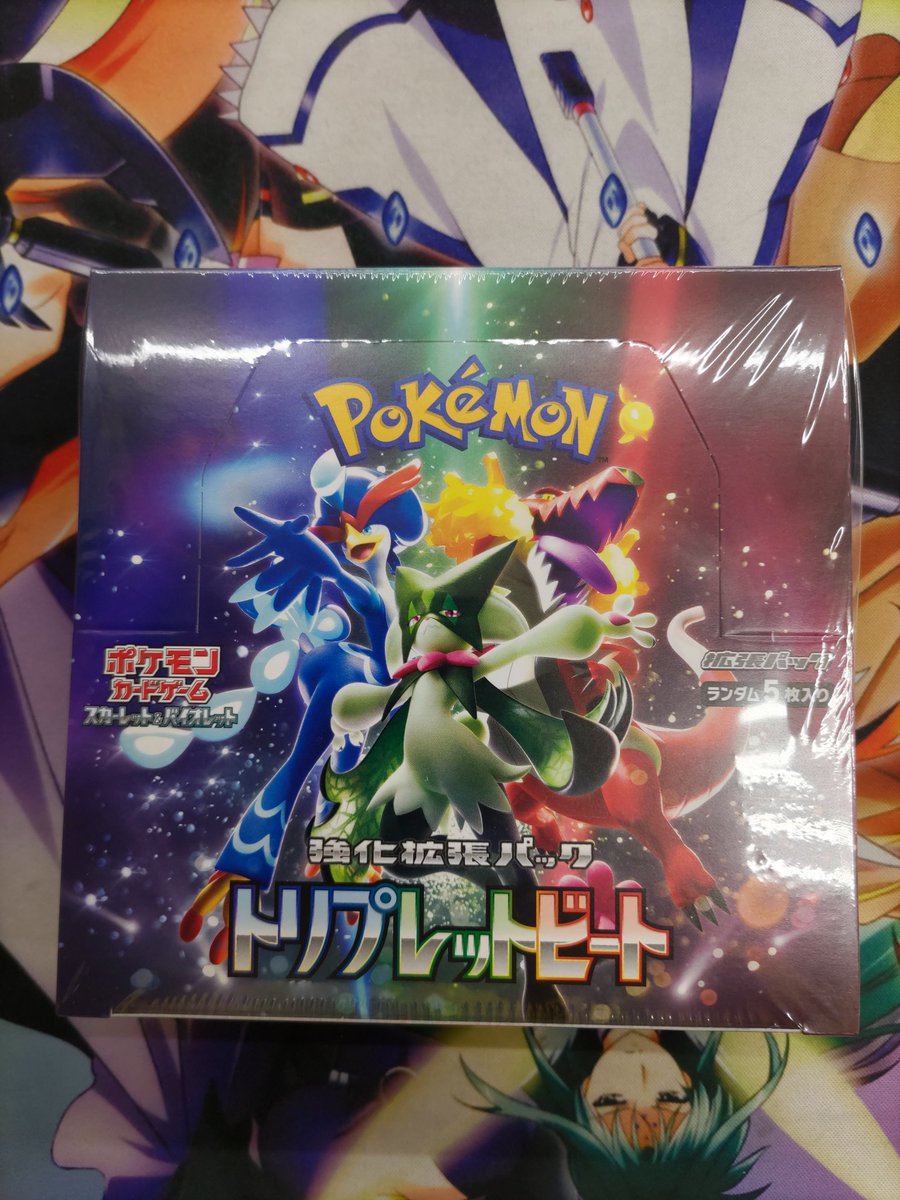 POKéMON
TM
ポケモン
カードゲーム
スカーレット&バイオレット
拡張パック
ランダム5枚入り
強化拡張パック
トリプレットビート